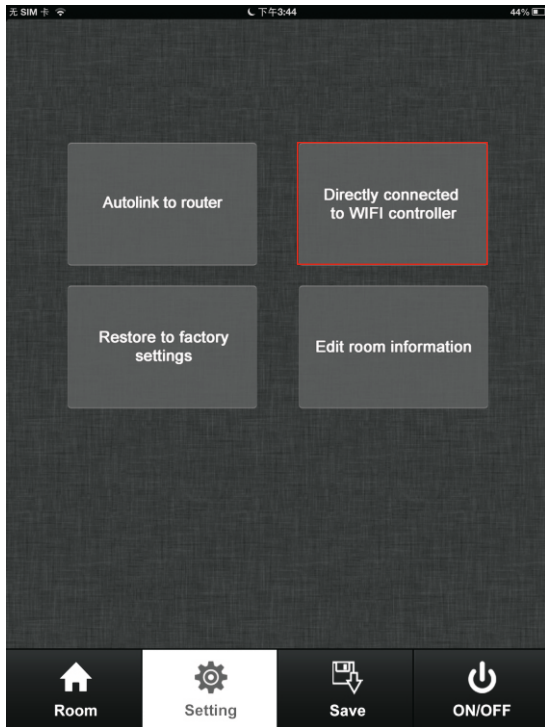 无 SIM 卡 下午3:44 44%
Autolink to router
Directly connected
to WIFI controller
Restore to factory
settings
Edit room information
Room Setting Save ON/OFF